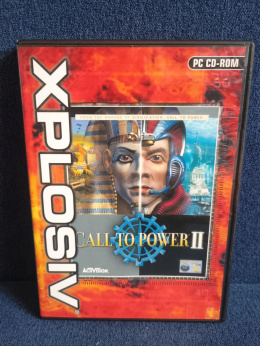 PC CD-ROM
XPLOSIV
CALL TO POWER II
ACTIVISION